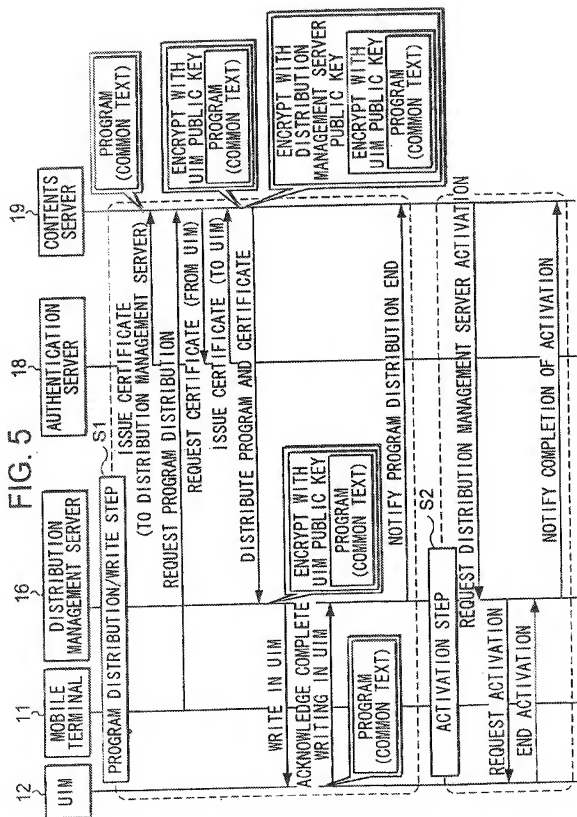 FIG. 5
12
UIM
11
MOBILE
TERMINAL
16
DISTRIBUTION
MANAGEMENT SERVER
18
AUTHENTICATION
SERVER
19
CONTENTS
SERVER
PROGRAM DISTRIBUTION/WRITE STEP
S1
ISSUE CERTIFICATE
(TO DISTRIBUTION MANAGEMENT SERVER)
PROGRAM
(COMMON TEXT)
REQUEST PROGRAM DISTRIBUTION
REQUEST CERTIFICATE (FROM UIM)
ISSUE CERTIFICATE (TO UIM)
ENCRYPT WITH
UIM PUBLIC KEY
PROGRAM
(COMMON TEXT)
DISTRIBUTE PROGRAM AND CERTIFICATE
ENCRYPT WITH
DISTRIBUTION
MANAGEMENT SERVER
PUBLIC KEY
ENCRYPT WITH
UIM PUBLIC KEY
PROGRAM
(COMMON TEXT)
WRITE IN UIM
ENCRYPT WITH
UIM PUBLIC KEY
PROGRAM
(COMMON TEXT)
ACKNOWLEDGE COMPLETE
WRITING IN UIM
PROGRAM
(COMMON TEXT)
NOTIFY PROGRAM DISTRIBUTION END
ACTIVATION STEP
S2
REQUEST DISTRIBUTION MANAGEMENT SERVER ACTIVATION
REQUEST ACTIVATION
END ACTIVATION
NOTIFY COMPLETION OF ACTIVATION